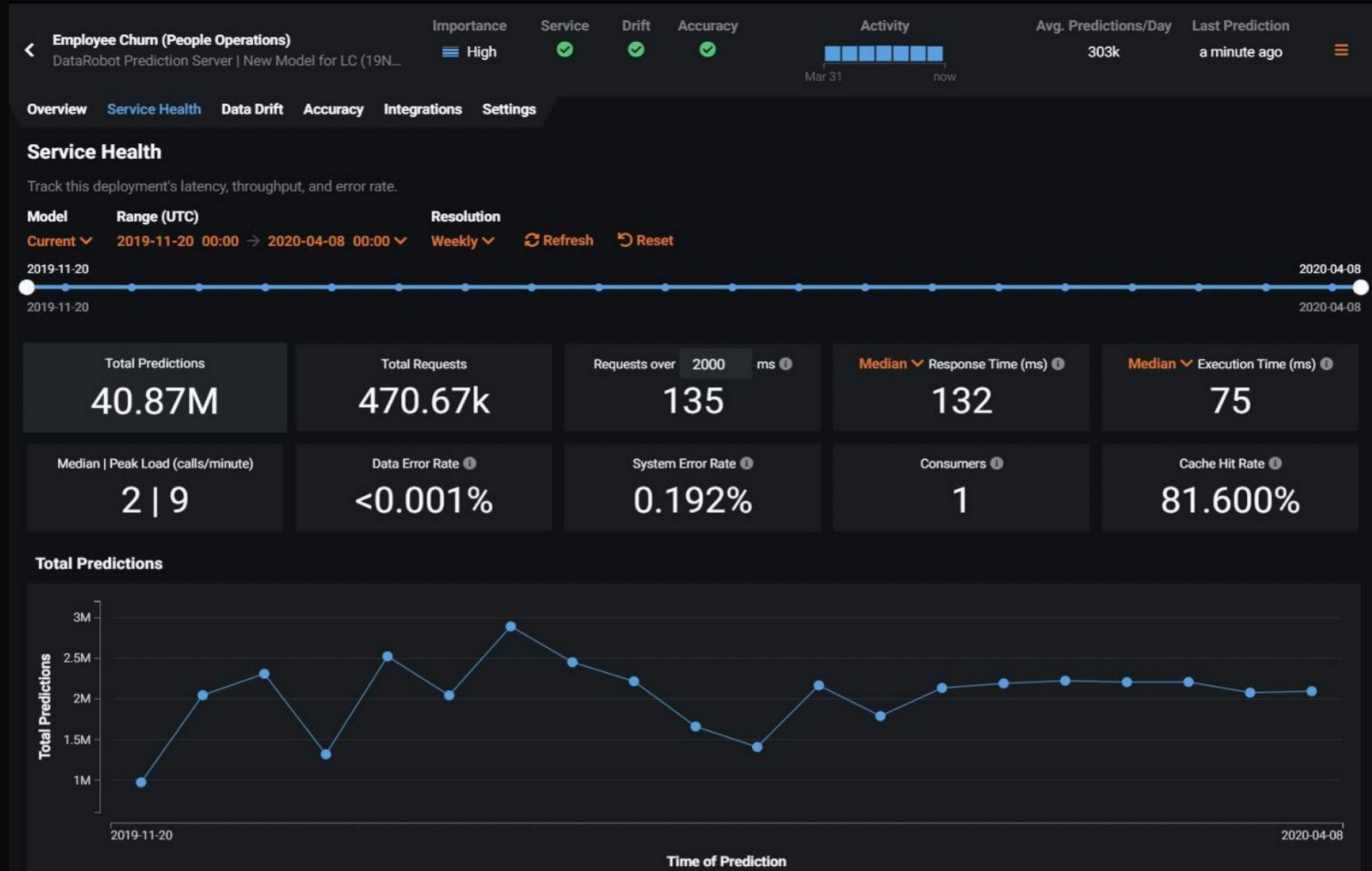 Employee Churn (People Operations)
DataRobot Prediction Server | New Model for LC (19N...
Importance
High
Service
Drift
Accuracy
Activity
Mar 31
now
Avg. Predictions/Day
303k
Last Prediction
a minute ago
Overview Service Health Data Drift Accuracy Integrations Settings
Service Health
Track this deployment's latency, throughput, and error rate.
Model Range (UTC) Resolution
Current 2019-11-20 00:00 → 2020-04-08 00:00 Weekly Refresh Reset
2019-11-20 2020-04-08
2019-11-20 2020-04-08
Total Predictions
40.87M
Total Requests
470.67k
Requests over 2000 ms
135
Median Response Time (ms)
132
Median Execution Time (ms)
75
Median | Peak Load (calls/minute)
2 | 9
Data Error Rate
<0.001%
System Error Rate
0.192%
Consumers
1
Cache Hit Rate
81.600%
Total Predictions
Total Predictions
3M
2.5M
2M
1.5M
1M
2019-11-20 2020-04-08
Time of Prediction